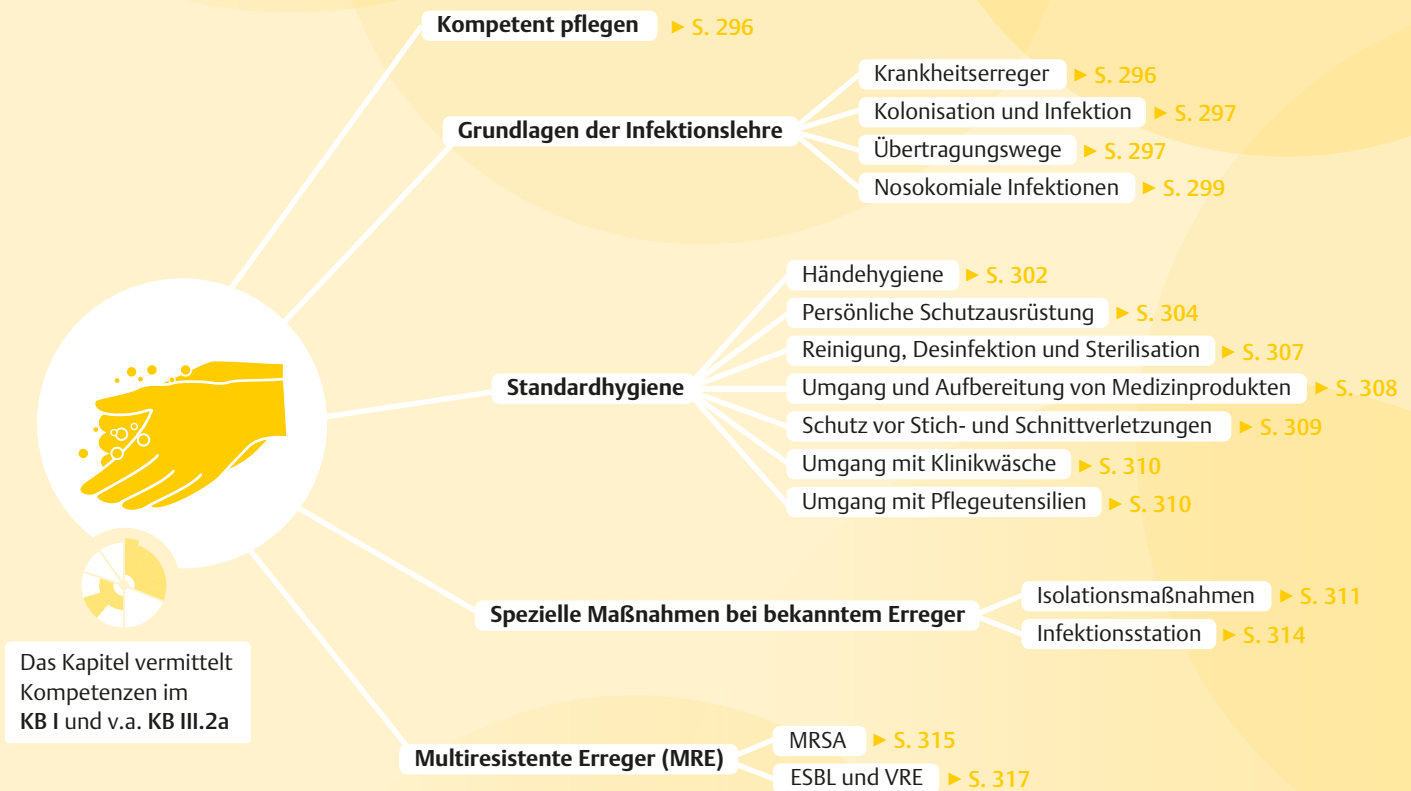 Kompetent pflegen ► S. 296
Grundlagen der Infektionslehre
Krankheitserreger ► S. 296
Kolonisation und Infektion ► S. 297
Übertragungswege ► S. 297
Nosokomiale Infektionen ► S. 299
Standardhygiene
Händehygiene ► S. 302
Persönliche Schutzausrüstung ► S. 304
Reinigung, Desinfektion und Sterilisation ► S. 307
Umgang und Aufbereitung von Medizinprodukten ► S. 308
Schutz vor Stich- und Schnittverletzungen ► S. 309
Umgang mit Klinikwäsche ► S. 310
Umgang mit Pflegeutensilien ► S. 310
Spezielle Maßnahmen bei bekanntem Erreger
Isolationsmaßnahmen ► S. 311
Infektionsstation ► S. 314
Das Kapitel vermittelt
Kompetenzen im
KB I und v.a. KB III.2a
Multiresistente Erreger (MRE)
MRSA ► S. 315
ESBL und VRE ► S. 317